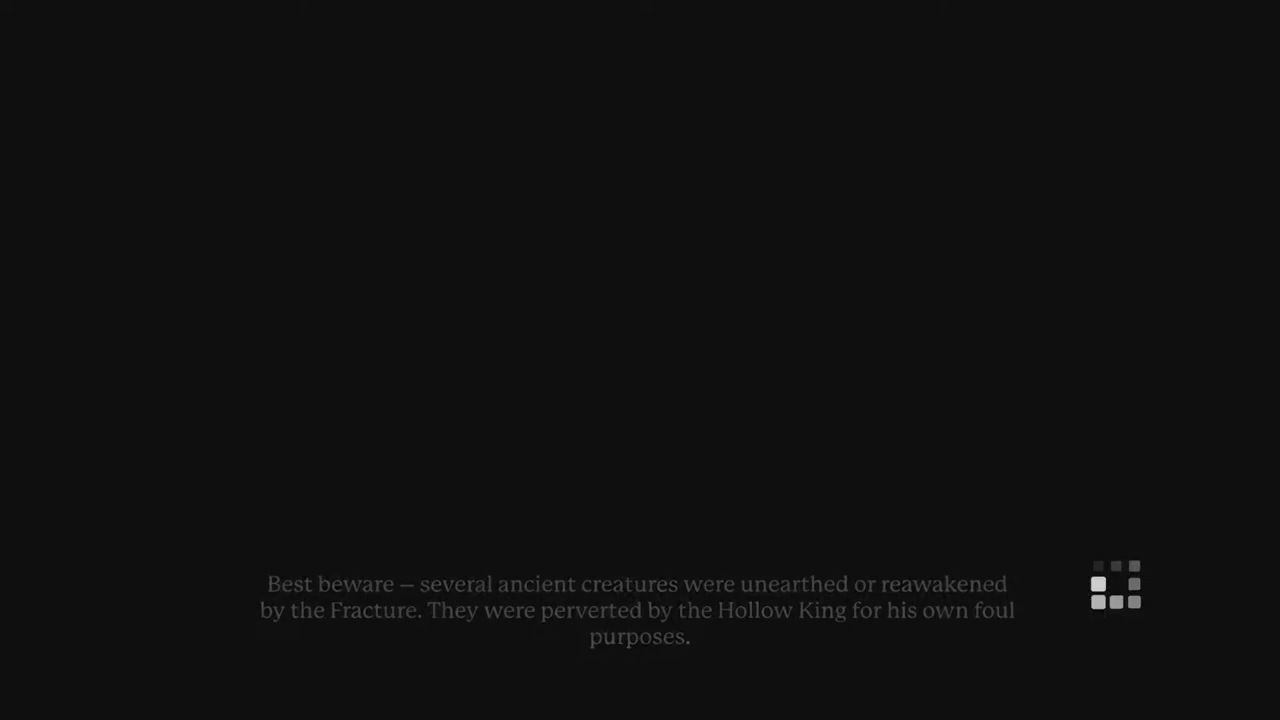 Best beware — several ancient creatures were unearthed or reawakened
by the Fracture. They were perverted by the Hollow King for his own foul
purposes.